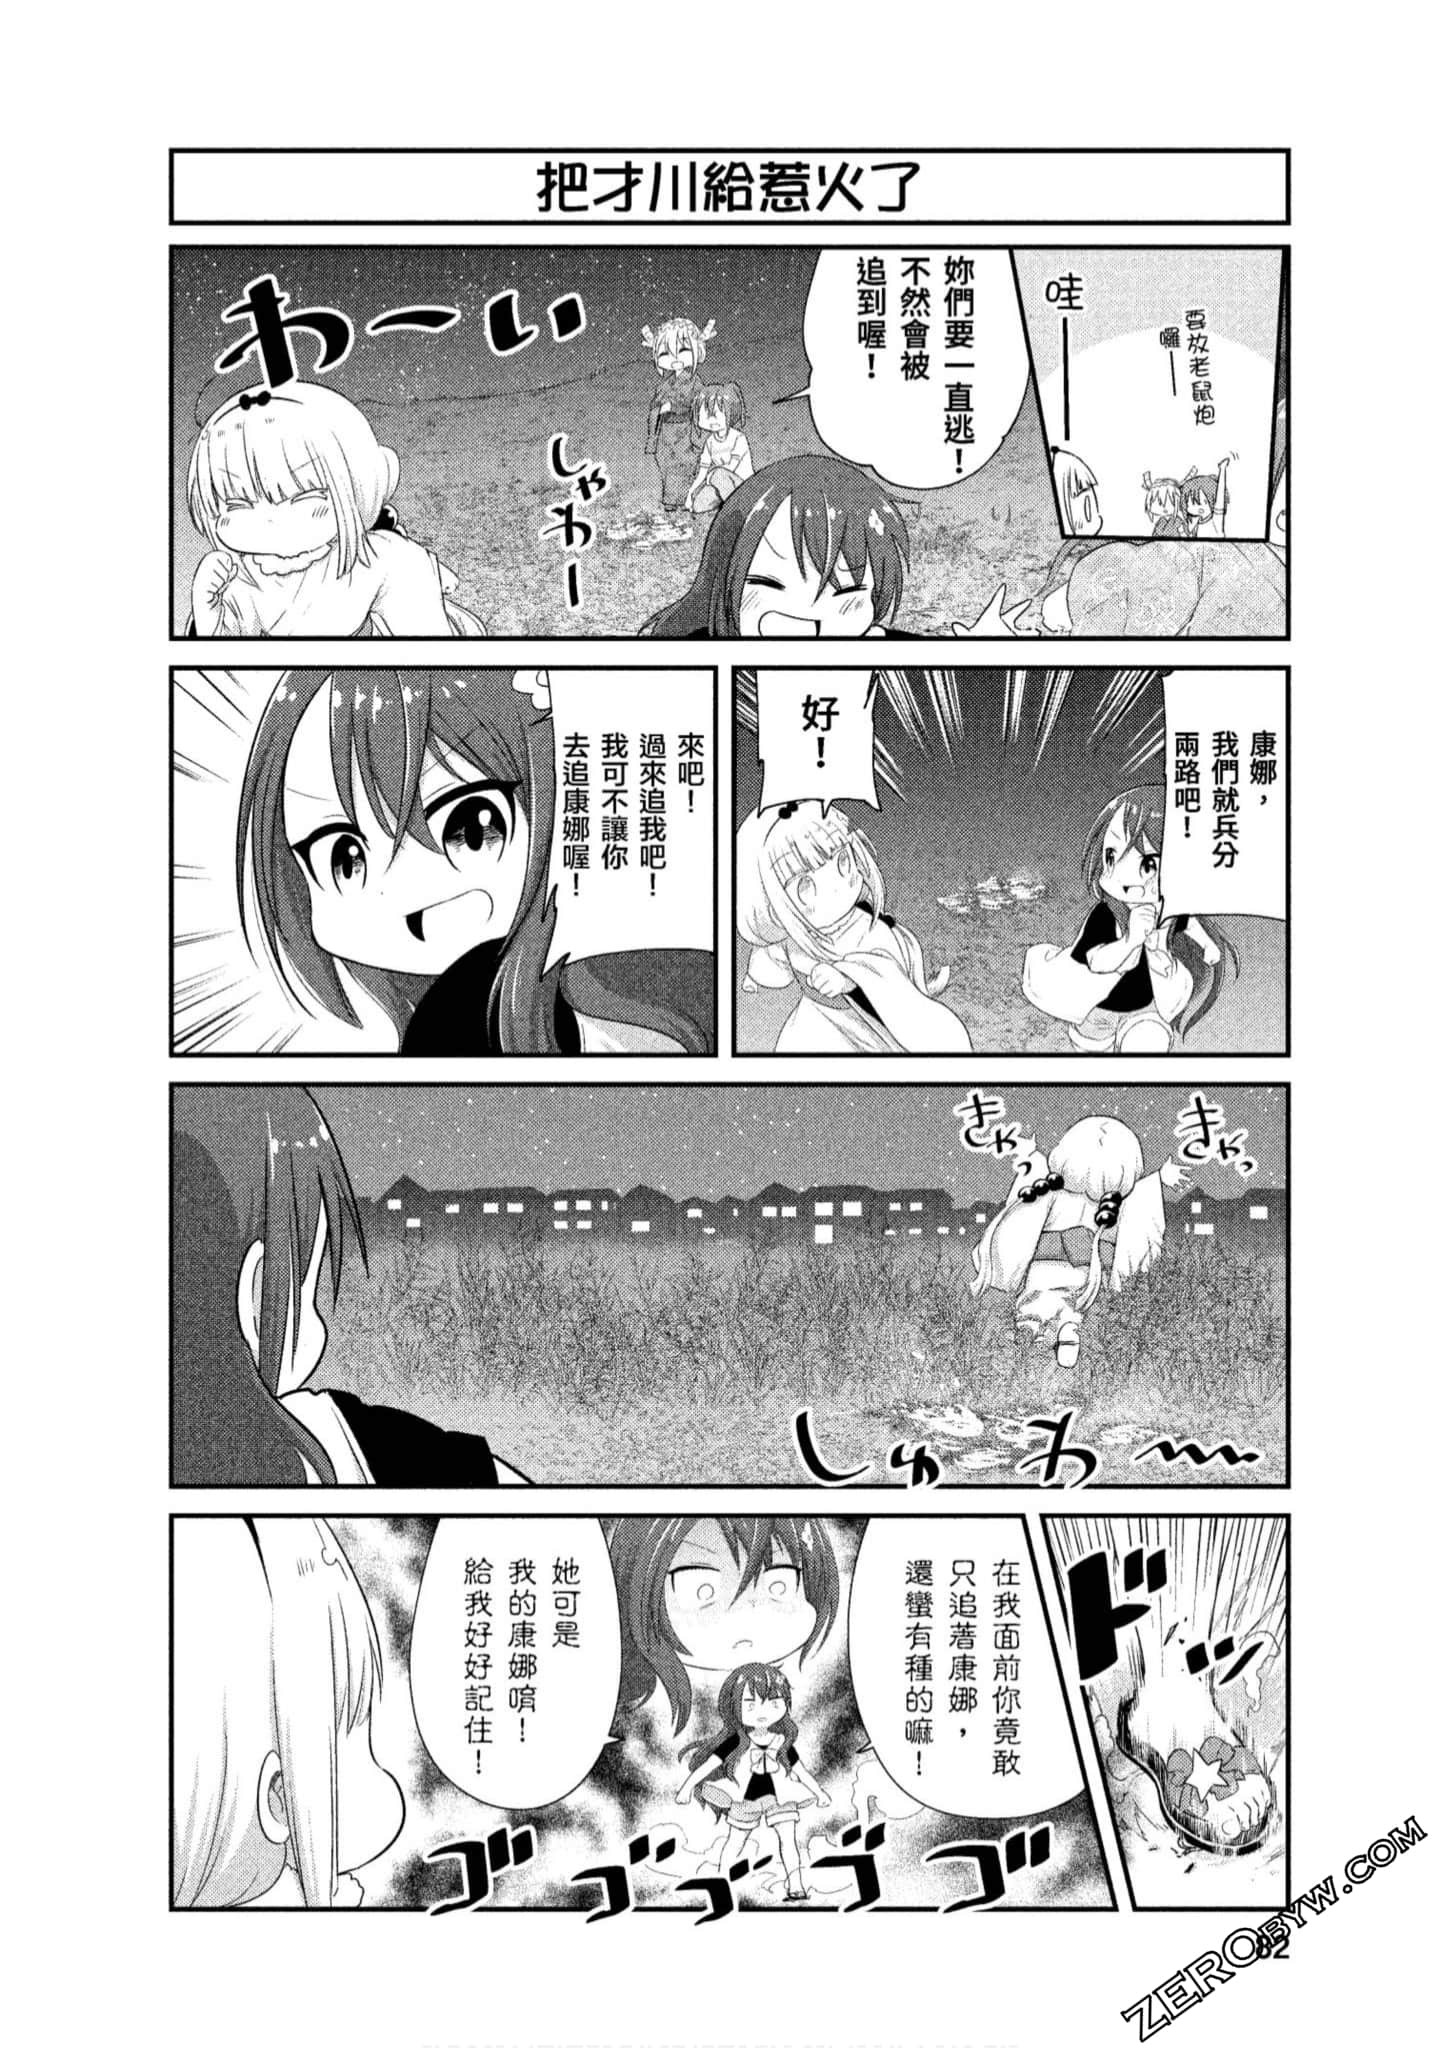 把才川給惹火了
要放老鼠炮
囉——
哇——
妳們要一直逃！
不然會被
追到喔！
わーい
しゅわー
康娜，
我們就兵分
兩路吧！
好！
來吧！
過來追我吧！
我可不讓你
去追康娜喔！
きゃっ
きゃっ
しゅわ〜
ドッ
在我面前你竟敢
只追著康娜，
還蠻有種的嘛！
她可是
我的康娜唷！
給我好好記住！
ゴゴゴゴゴ
82
ZEROBYW.COM